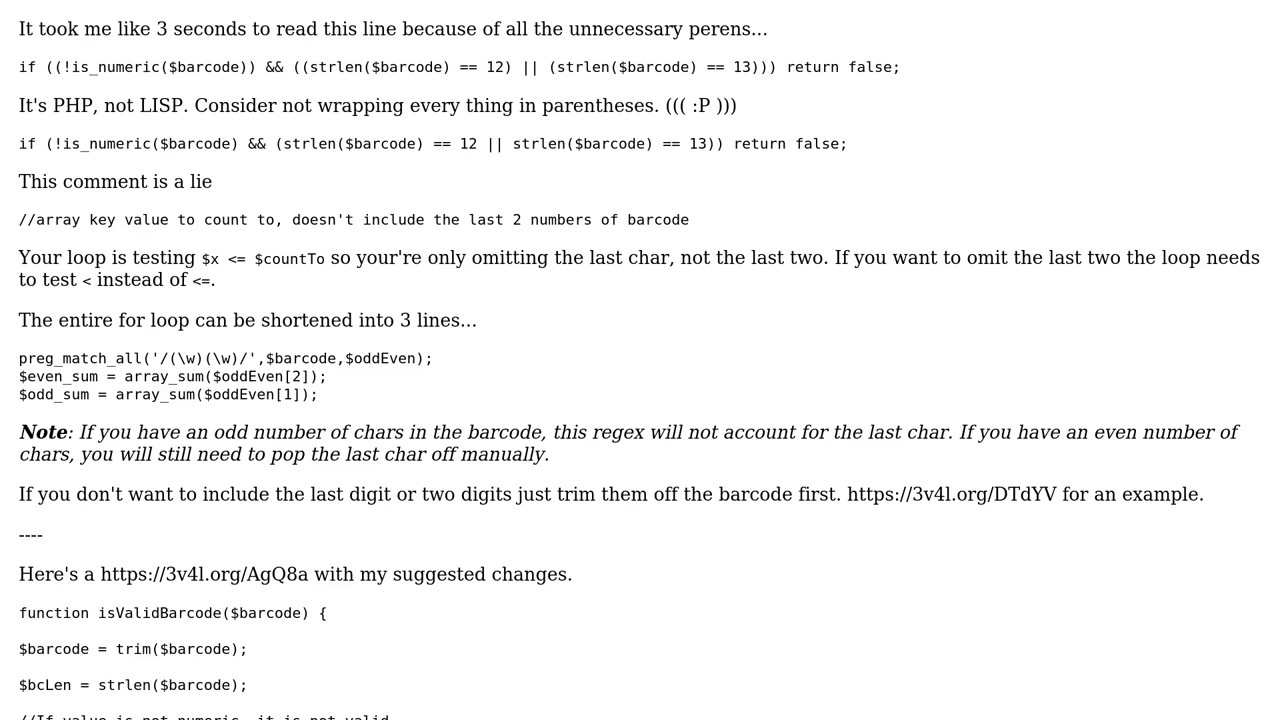 It took me like 3 seconds to read this line because of all the unnecessary perens...
if ((!is_numeric($barcode)) && ((strlen($barcode) == 12) || (strlen($barcode) == 13))) return false;
It's PHP, not LISP. Consider not wrapping every thing in parentheses. ((( :P )))
if (!is_numeric($barcode) && (strlen($barcode) == 12 || strlen($barcode) == 13)) return false;
This comment is a lie
//array key value to count to, doesn't include the last 2 numbers of barcode
Your loop is testing $x <= $countTo so your're only omitting the last char, not the last two. If you want to omit the last two the loop needs
to test < instead of <=.
The entire for loop can be shortened into 3 lines...
preg_match_all('/(\w)(\w)/',$barcode,$oddEven);
$even_sum = array_sum($oddEven[2]);
$odd_sum = array_sum($oddEven[1]);
Note: If you have an odd number of chars in the barcode, this regex will not account for the last char. If you have an even number of
chars, you will still need to pop the last char off manually.
If you don't want to include the last digit or two digits just trim them off the barcode first. https://3v4l.org/DTdYV for an example.
----
Here's a https://3v4l.org/AgQ8a with my suggested changes.
function isValidBarcode($barcode) {
$barcode = trim($barcode);
$bcLen = strlen($barcode);
//If value is not numeric, it is not valid